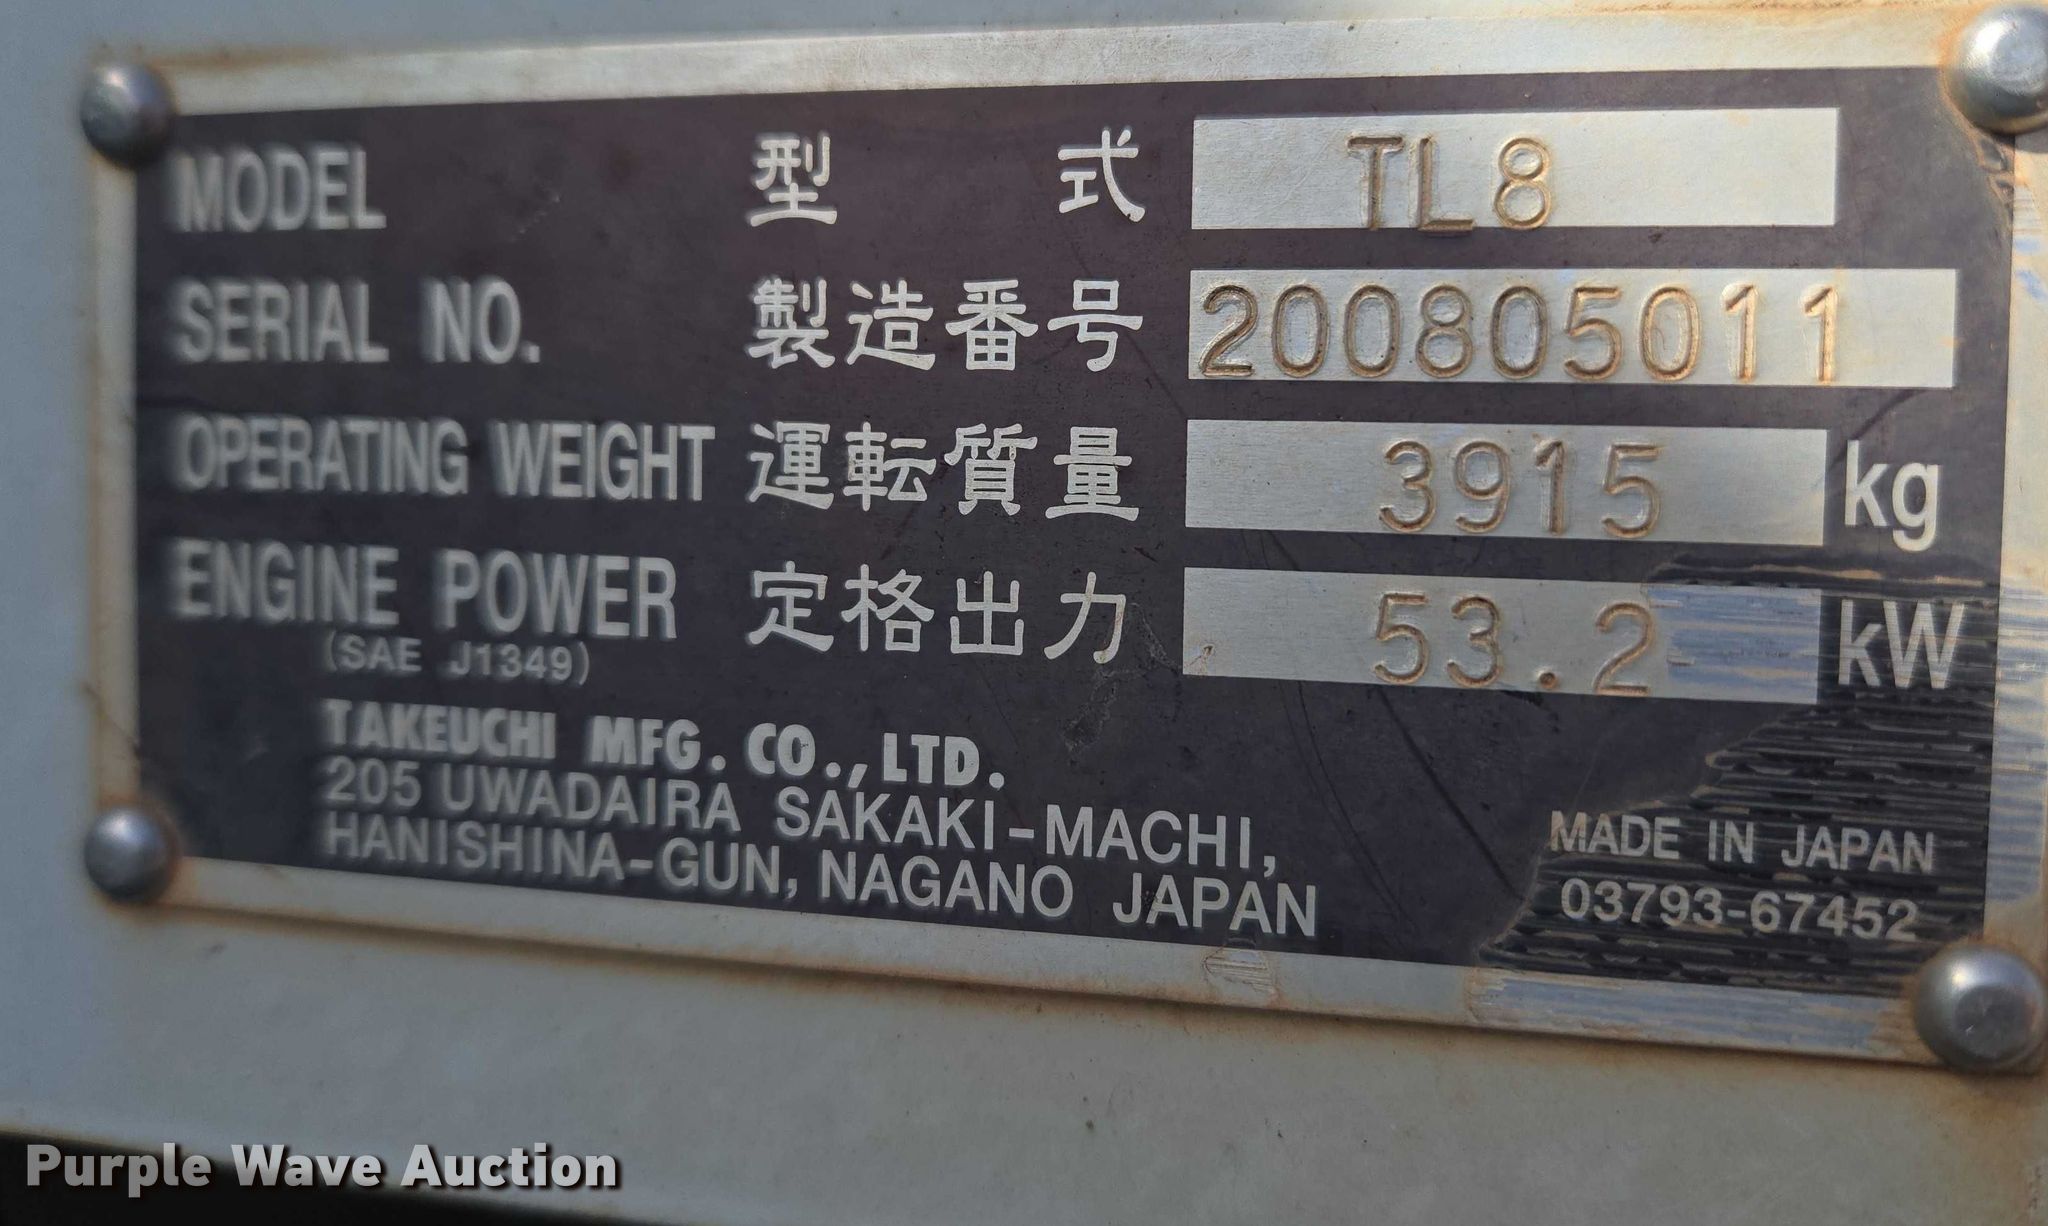 MODEL 型式 TL8
SERIAL NO. 製造番号 200805011
OPERATING WEIGHT 運転質量 3915 kg
ENGINE POWER 定格出力 53.2 kW
(SAE J1349)
TAKEUCHI MFG. CO., LTD.
205 UWADAIRA SAKAKI-MACHI,
HANISHINA-GUN, NAGANO JAPAN
MADE IN JAPAN
03793-67452
Purple Wave Auction